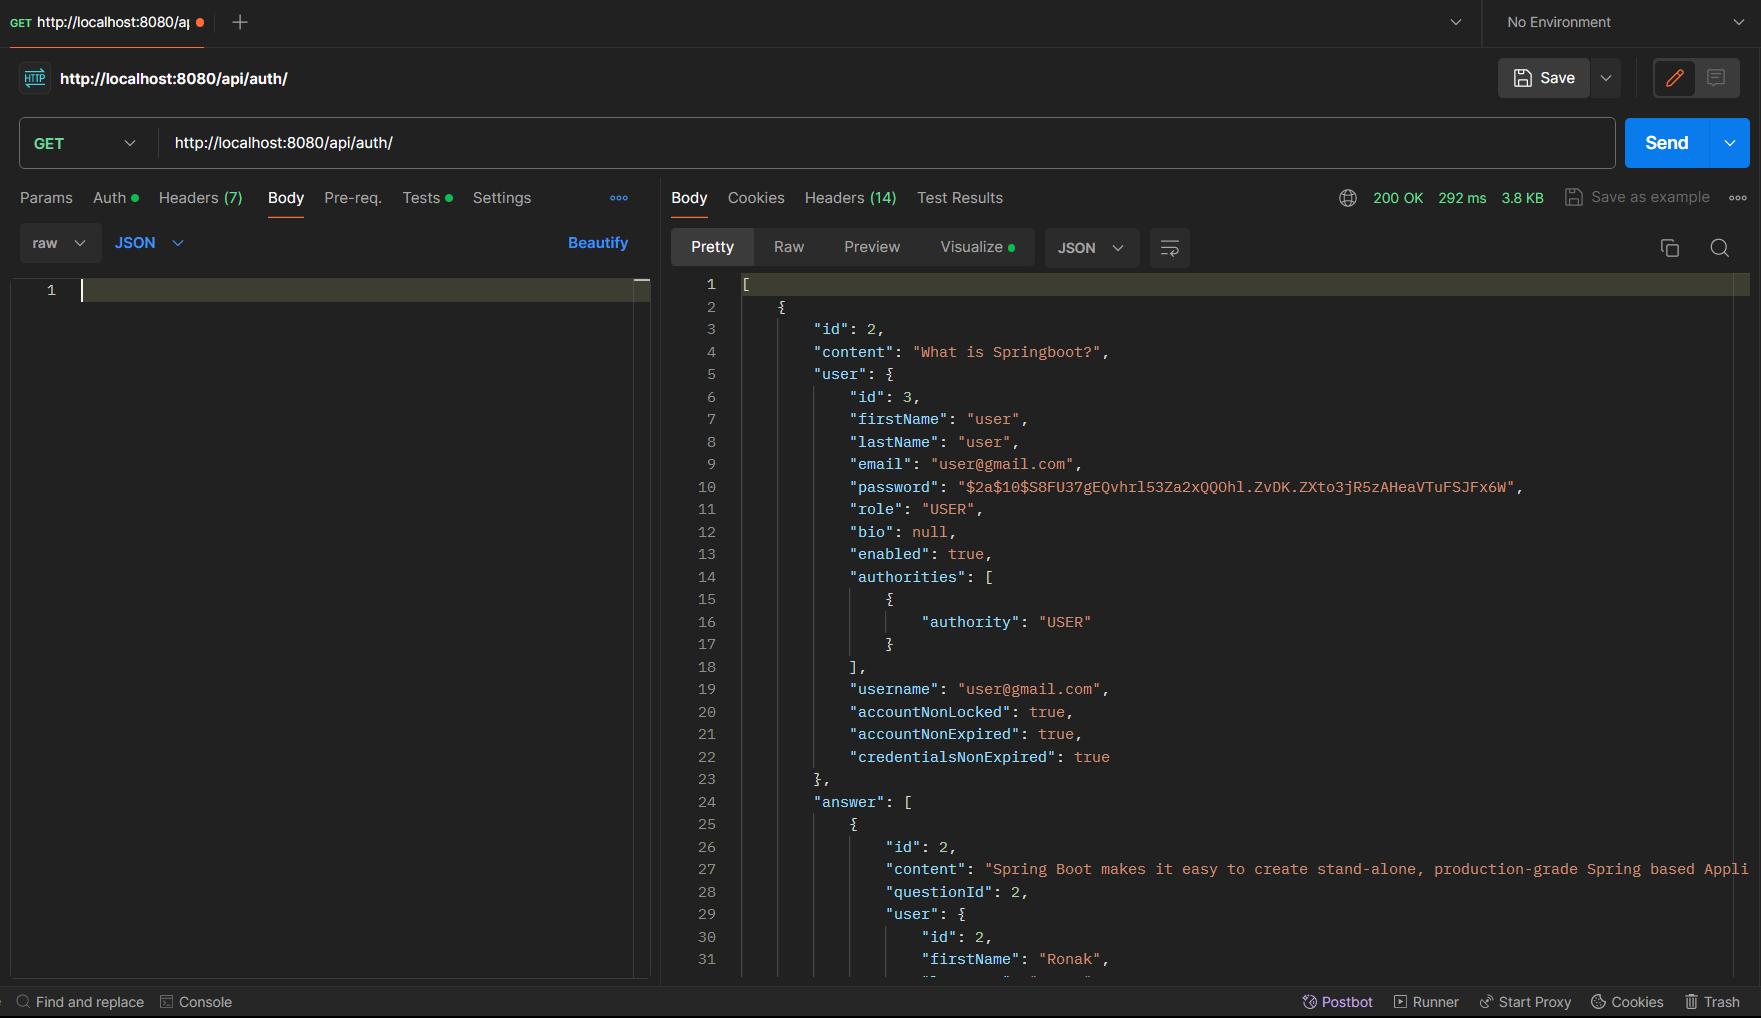 GET http://localhost:8080/ap
No Environment
HTTP http://localhost:8080/api/auth/
Save
GET http://localhost:8080/api/auth/
Send
Params Auth Headers (7) Body Pre-req. Tests Settings
Body Cookies Headers (14) Test Results
200 OK 292 ms 3.8 KB Save as example
raw JSON Beautify
Pretty Raw Preview Visualize JSON
1
1 [
2 {
3 "id": 2,
4 "content": "What is Springboot?",
5 "user": {
6 "id": 3,
7 "firstName": "user",
8 "lastName": "user",
9 "email": "user@gmail.com",
10 "password": "$2a$10$S8FU37gEQvhrl53Za2xQQOhl.ZvDK.ZXto3jR5zAHeaVTuFSJFx6W",
11 "role": "USER",
12 "bio": null,
13 "enabled": true,
14 "authorities": [
15 {
16 "authority": "USER"
17 }
18 ],
19 "username": "user@gmail.com",
20 "accountNonLocked": true,
21 "accountNonExpired": true,
22 "credentialsNonExpired": true
23 },
24 "answer": [
25 {
26 "id": 2,
27 "content": "Spring Boot makes it easy to create stand-alone, production-grade Spring based Appli
28 "questionId": 2,
29 "user": {
30 "id": 2,
31 "firstName": "Ronak",
Find and replace Console
Postbot Runner Start Proxy Cookies Trash